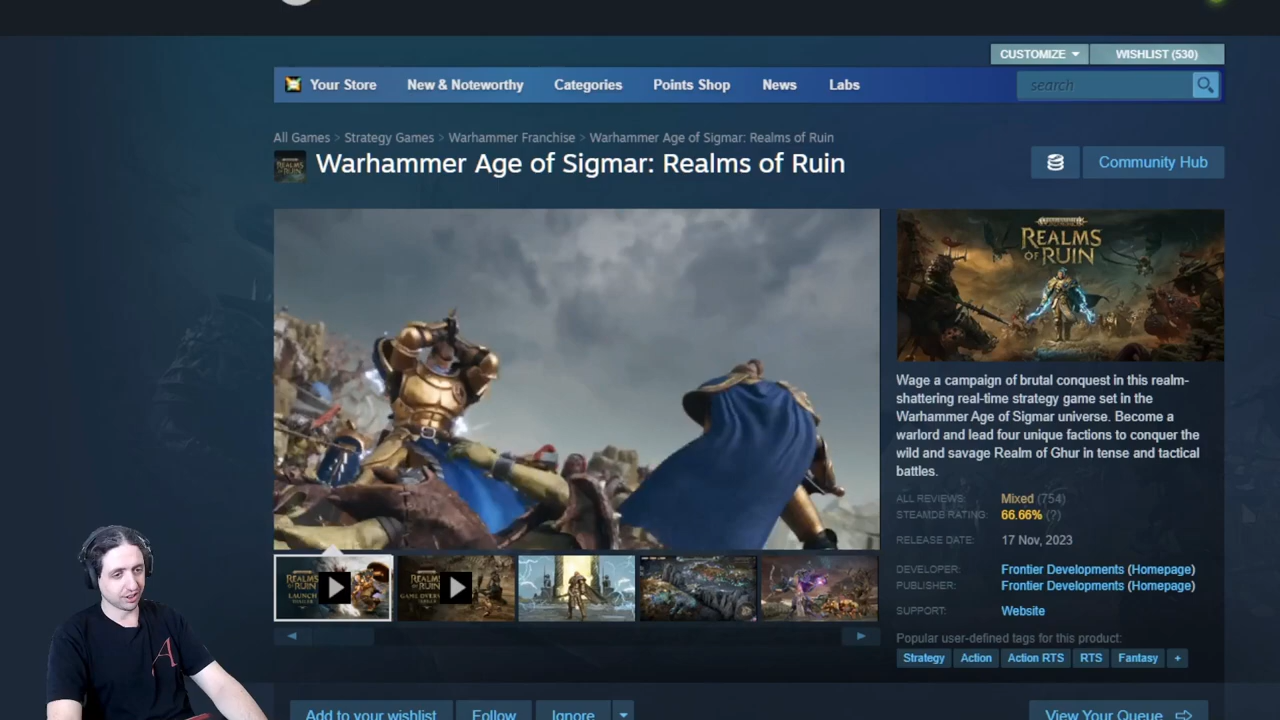 CUSTOMIZE
WISHLIST (530)
Your Store
New & Noteworthy
Categories
Points Shop
News
Labs
search
All Games > Strategy Games > Warhammer Franchise > Warhammer Age of Sigmar: Realms of Ruin
Warhammer Age of Sigmar: Realms of Ruin
Community Hub
REALMS
OF RUIN
Wage a campaign of brutal conquest in this realm-
shattering real-time strategy game set in the
Warhammer Age of Sigmar universe. Become a
warlord and lead four unique factions to conquer the
wild and savage Realm of Ghur in tense and tactical
battles.
ALL REVIEWS: Mixed (754)
STEAMDB RATING: 66.66% (?)
RELEASE DATE: 17 Nov, 2023
DEVELOPER: Frontier Developments (Homepage)
PUBLISHER: Frontier Developments (Homepage)
SUPPORT: Website
Popular user-defined tags for this product:
Strategy Action Action RTS RTS Fantasy +
Add to your wishlist
Follow
Ignore
View Your Queue